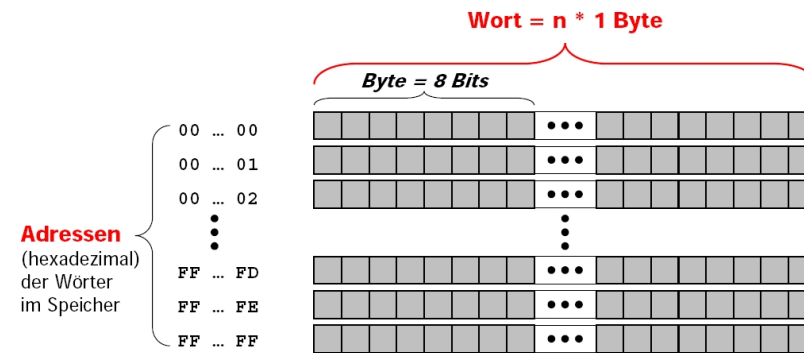 Wort = n * 1 Byte
Byte = 8 Bits
00 … 00
00 … 01
00 … 02
Adressen
(hexadezimal)
der Wörter
im Speicher
FF … FD
FF … FE
FF … FF